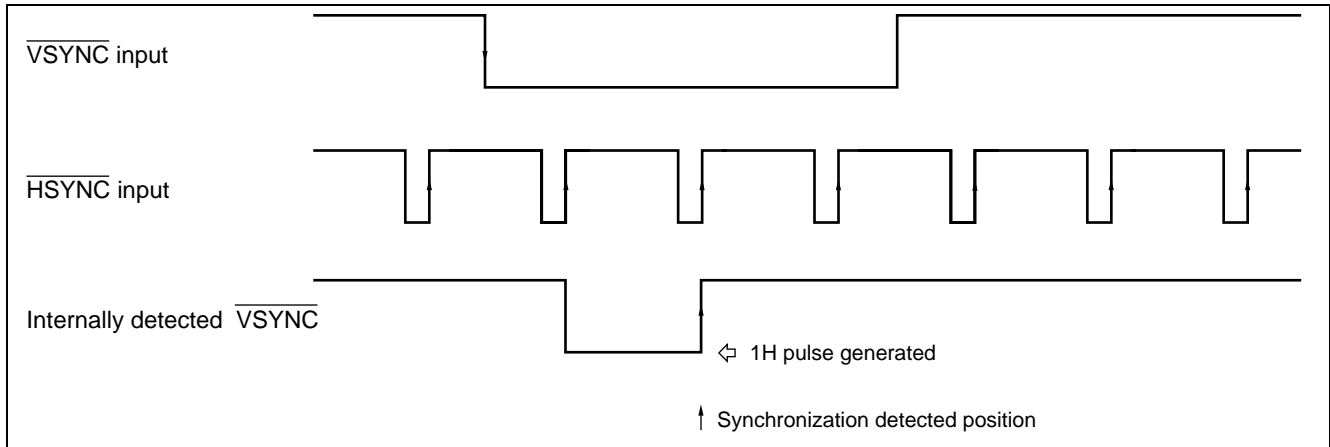 VSYNC input
HSYNC input
Internally detected VSYNC
1H pulse generated
Synchronization detected position